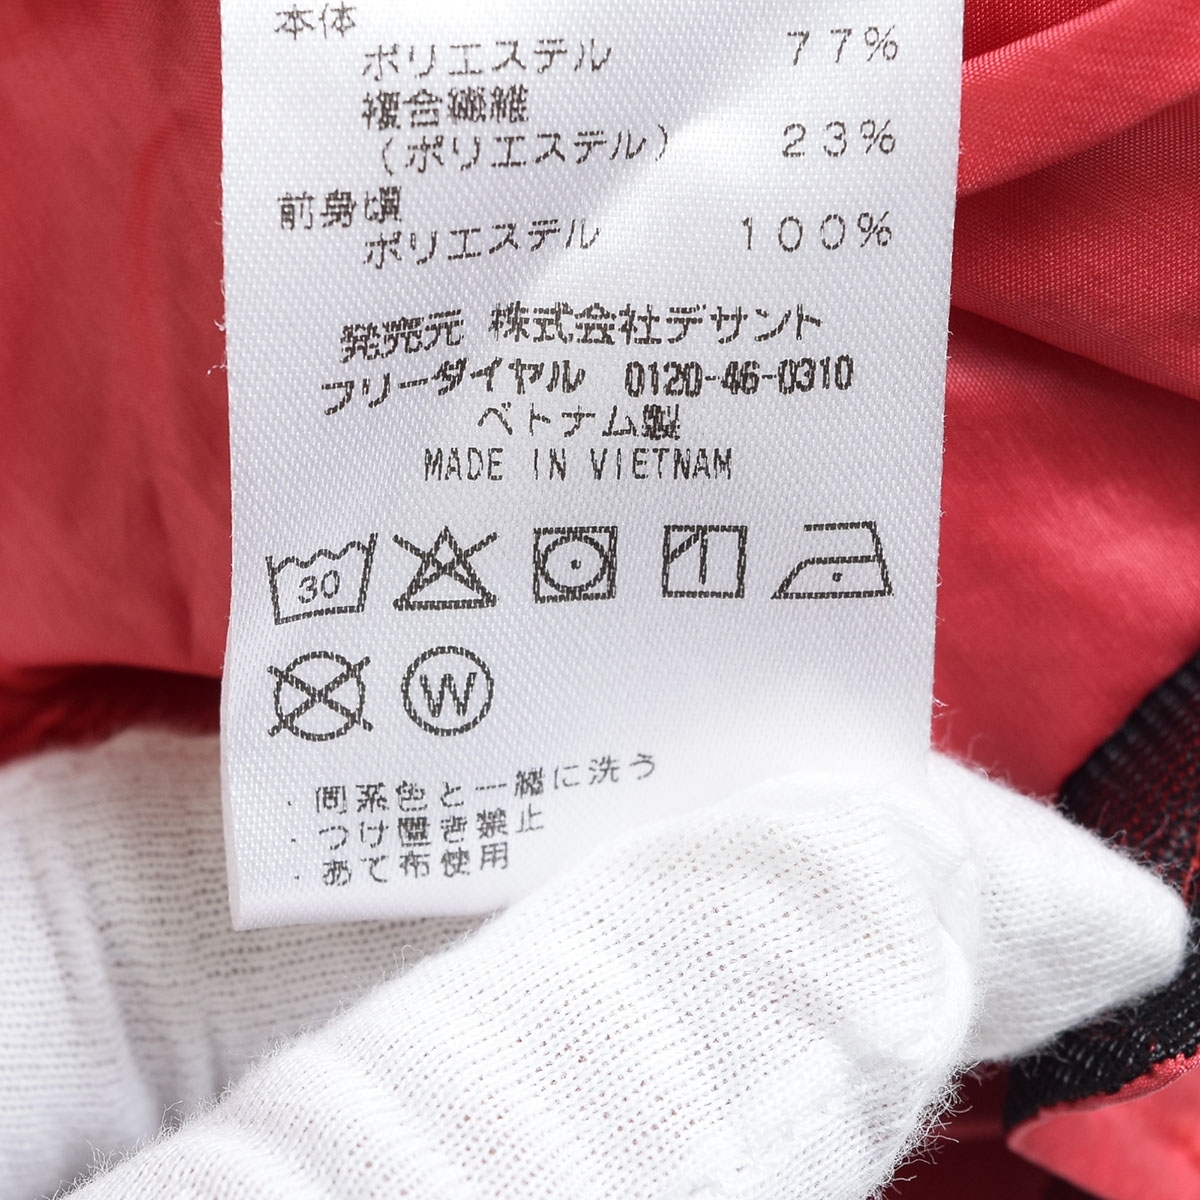 本体
ポリエステル 77%
複合繊維
(ポリエステル) 23%
前身頃
ポリエステル 100%
発売元 株式会社デサント
フリーダイヤル 0120-46-0310
ベトナム製
MADE IN VIETNAM
30
W
・同系色と一緒に洗う
・つけ置き禁止
・あて布使用